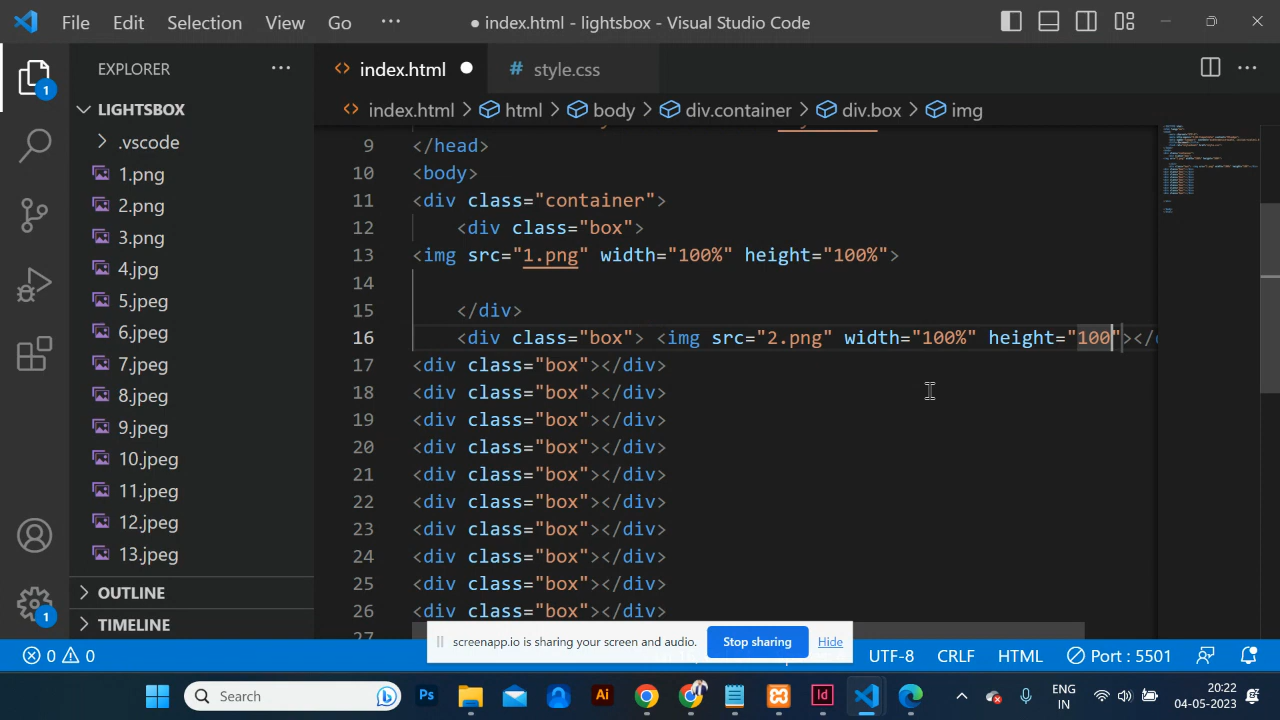 File Edit Selection View Go ··· ● index.html - lightsbox - Visual Studio Code
EXPLORER ···
1
LIGHTSBOX
.vscode
1.png
2.png
3.png
4.jpg
5.jpeg
6.jpeg
7.jpeg
8.jpeg
9.jpeg
10.jpeg
11.jpeg
12.jpeg
13.jpeg
OUTLINE
TIMELINE
1
<> index.html ● # style.css ···
<> index.html > html > body > div.container > div.box > img
9 </head>
10 <body>
11 <div class="container">
12 <div class="box">
13 <img src="1.png" width="100%" height="100%">
14
15 </div>
16 <div class="box"> <img src="2.png" width="100%" height="100"></
17 <div class="box"></div>
18 <div class="box"></div>
19 <div class="box"></div>
20 <div class="box"></div>
21 <div class="box"></div>
22 <div class="box"></div>
23 <div class="box"></div>
24 <div class="box"></div>
25 <div class="box"></div>
26 <div class="box"></div>
27
screenapp.io is sharing your screen and audio. Stop sharing Hide
0 0 UTF-8 CRLF HTML Port : 5501
Search Ps Ai Id ENG IN 20:22 04-05-2023